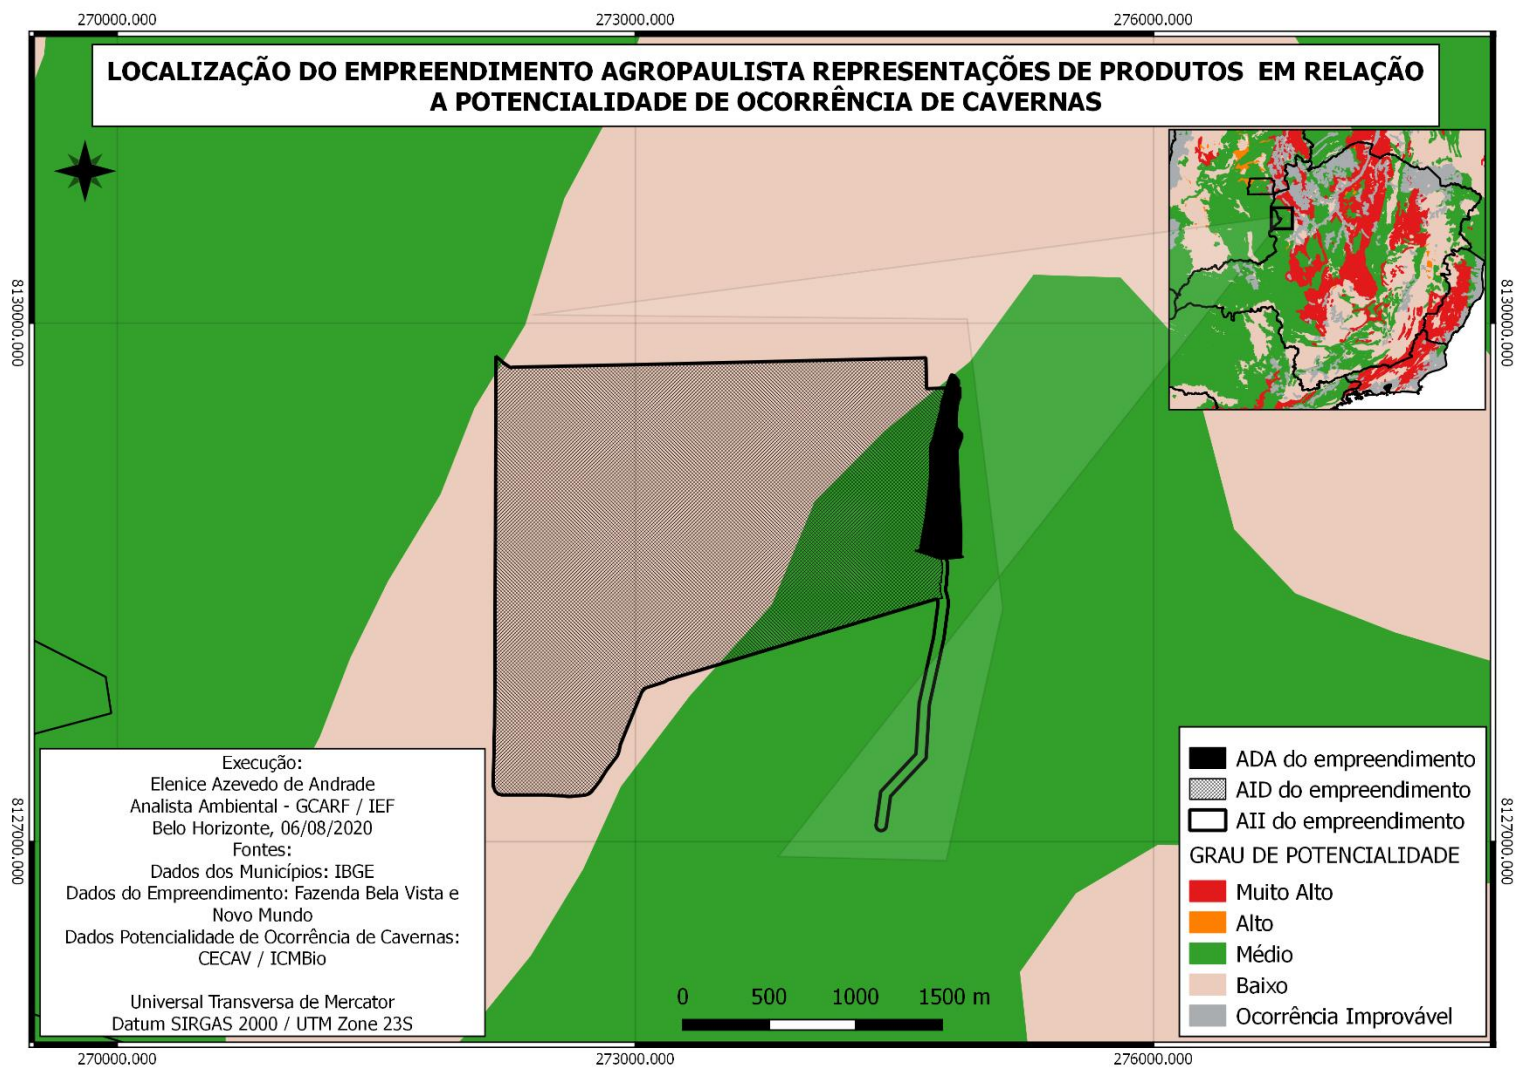 270000.000
273000.000
276000.000
LOCALIZAÇÃO DO EMPREENDIMENTO AGROPAULISTA REPRESENTAÇÕES DE PRODUTOS EM RELAÇÃO
A POTENCIALIDADE DE OCORRÊNCIA DE CAVERNAS
8130000.000
8130000.000
8127000.000
8127000.000
Execução:
Elenice Azevedo de Andrade
Analista Ambiental - GCARF / IEF
Belo Horizonte, 06/08/2020
Fontes:
Dados dos Municípios: IBGE
Dados do Empreendimento: Fazenda Bela Vista e
Novo Mundo
Dados Potencialidade de Ocorrência de Cavernas:
CECAV / ICMBio
Universal Transversa de Mercator
Datum SIRGAS 2000 / UTM Zone 23S
0 500 1000 1500 m
ADA do empreendimento
AID do empreendimento
AII do empreendimento
GRAU DE POTENCIALIDADE
Muito Alto
Alto
Médio
Baixo
Ocorrência Improvável
270000.000
273000.000
276000.000